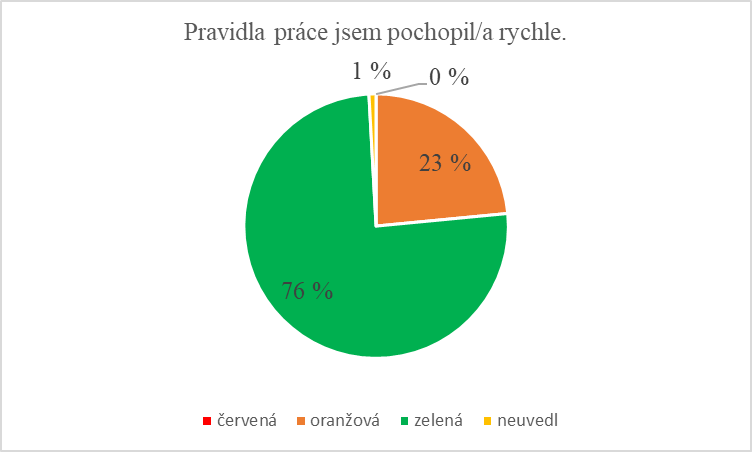 Pravidla práce jsem pochopil/a rychle.
1 %
0 %
23 %
76 %
červená
oranžová
zelená
neuvedl